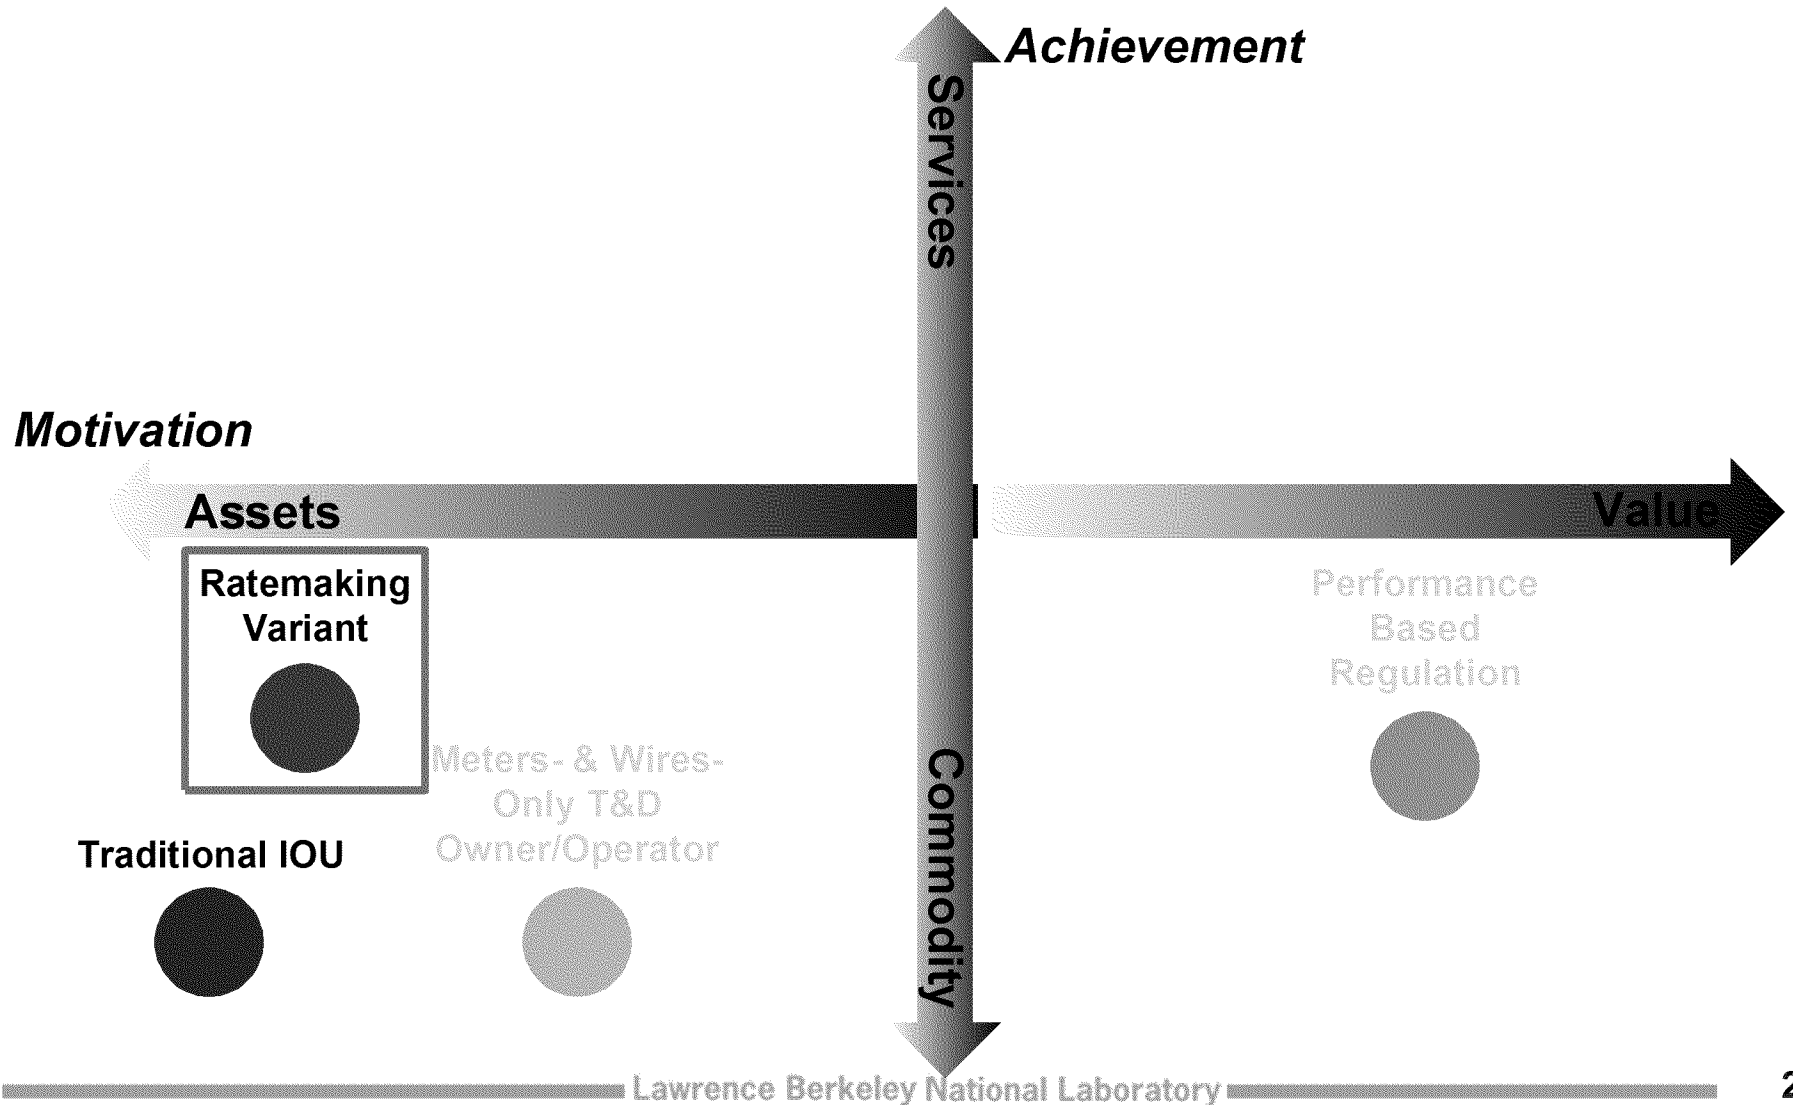 Achievement
Services
Motivation
Assets
Value
Ratemaking
Variant
Performance
Based
Regulation
Meters- & Wires-
Only T&D
Owner/Operator
Commodity
Traditional IOU
Lawrence Berkeley National Laboratory